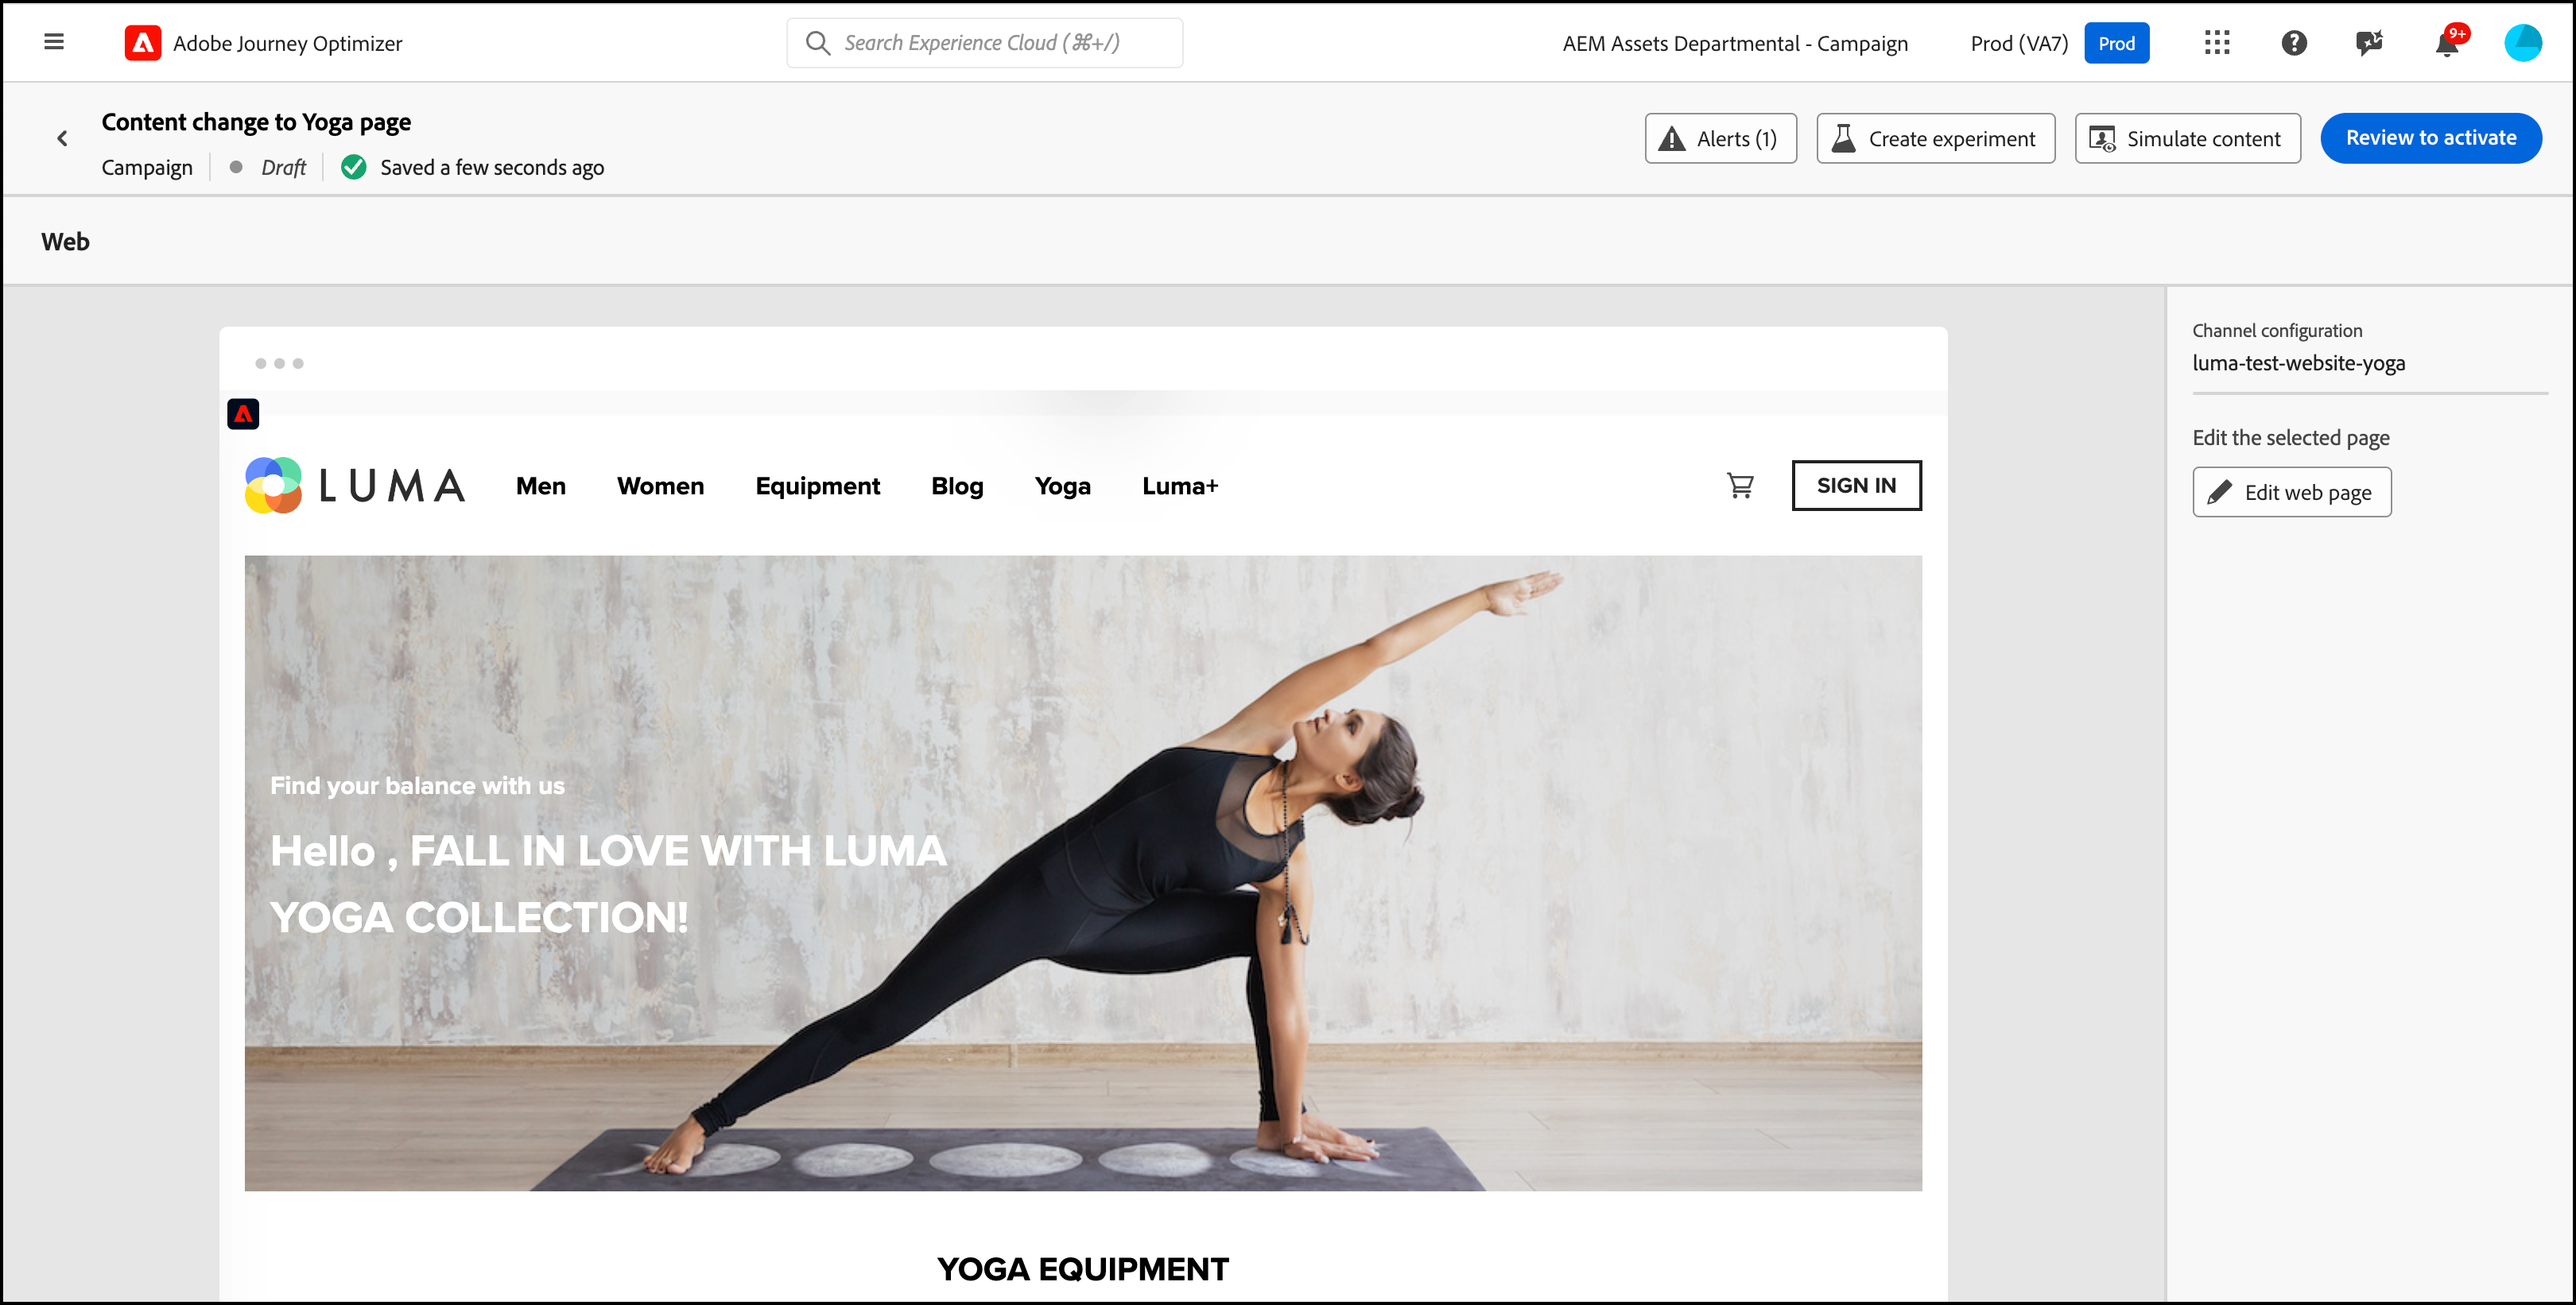 Adobe Journey Optimizer
Search Experience Cloud (⌘+/)
AEM Assets Departmental - Campaign
Prod (VA7)
Prod
9+
Content change to Yoga page
Campaign
Draft
Saved a few seconds ago
Alerts (1)
Create experiment
Simulate content
Review to activate
Web
Channel configuration
luma-test-website-yoga
Edit the selected page
Edit web page
LUMA
Men
Women
Equipment
Blog
Yoga
Luma+
SIGN IN
Find your balance with us
Hello , FALL IN LOVE WITH LUMA
YOGA COLLECTION!
YOGA EQUIPMENT